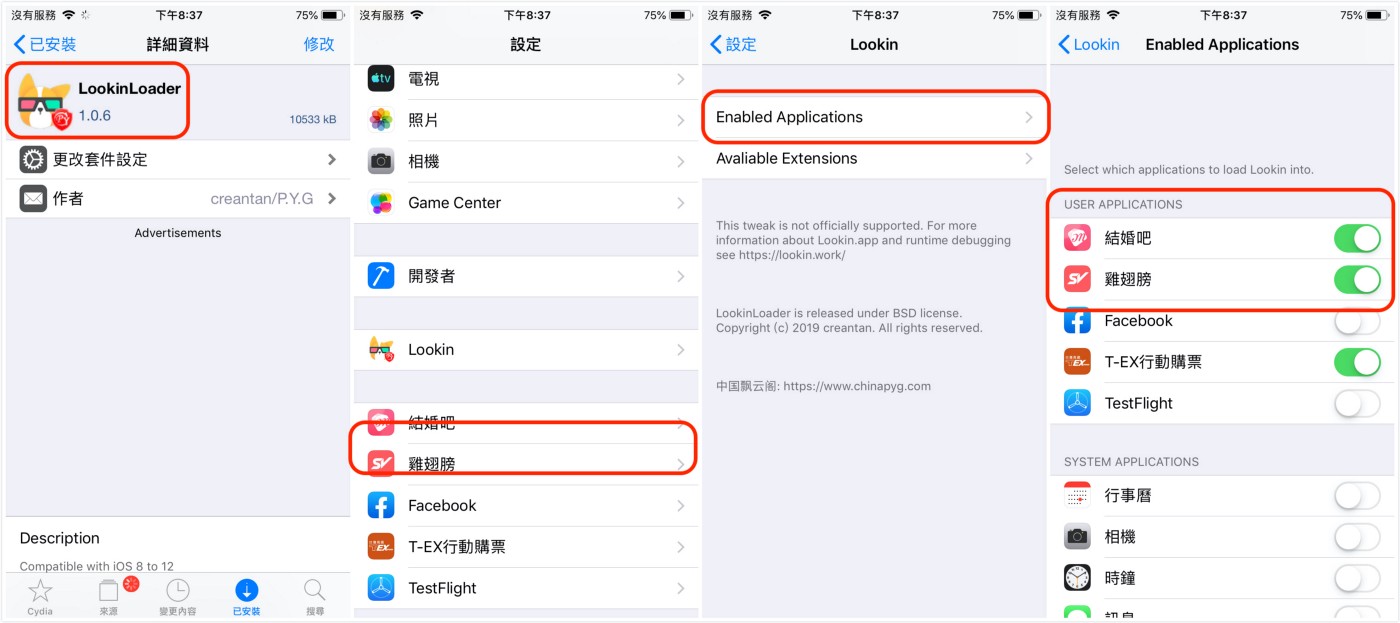 沒有服務 下午8:37 75%
已安裝 詳細資料 修改
LookinLoader
1.0.6
10533 kB
更改套件設定
作者 creantan/P.Y.G
Advertisements
Description
Compatible with iOS 8 to 12
Cydia 來源 變更內容 已安裝 搜尋
沒有服務 下午8:37 75%
設定
電視
照片
相機
Game Center
開發者
Lookin
結婚吧
雞翅膀
Facebook
T-EX行動購票
TestFlight
沒有服務 下午8:37 75%
設定 Lookin
Enabled Applications
Avaliable Extensions
This tweak is not officially supported. For more
information about Lookin.app and runtime debugging
see https://lookin.work/
LookinLoader is released under BSD license.
Copyright (c) 2019 creantan. All rights reserved.
中国飘云阁: https://www.chinapyg.com
沒有服務 下午8:37 75%
Lookin Enabled Applications
Select which applications to load Lookin into.
USER APPLICATIONS
結婚吧
雞翅膀
Facebook
T-EX行動購票
TestFlight
SYSTEM APPLICATIONS
行事曆
相機
時鐘
訊息